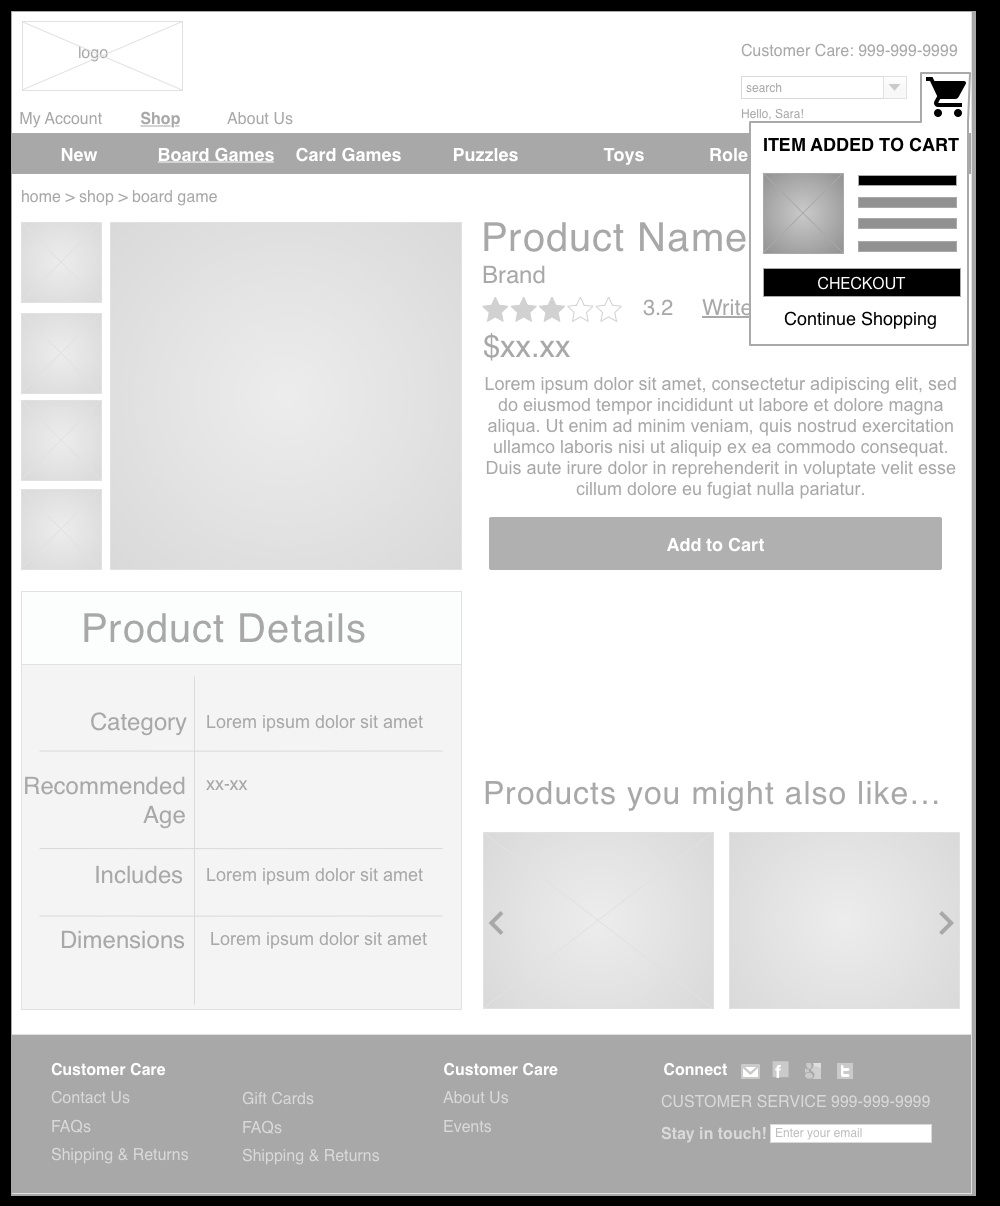 logo
Customer Care: 999-999-9999
search
Hello, Sara!
My Account
Shop
About Us
New
Board Games
Card Games
Puzzles
Toys
Role
ITEM ADDED TO CART
CHECKOUT
Continue Shopping
home > shop > board game
Product Name
Brand
3.2
Write
$xx.xx
Lorem ipsum dolor sit amet, consectetur adipiscing elit, sed
do eiusmod tempor incididunt ut labore et dolore magna
aliqua. Ut enim ad minim veniam, quis nostrud exercitation
ullamco laboris nisi ut aliquip ex ea commodo consequat.
Duis aute irure dolor in reprehenderit in voluptate velit esse
cillum dolore eu fugiat nulla pariatur.
Add to Cart
Product Details
Category
Lorem ipsum dolor sit amet
Recommended
Age
xx-xx
Includes
Lorem ipsum dolor sit amet
Dimensions
Lorem ipsum dolor sit amet
Products you might also like...
Customer Care
Contact Us
FAQs
Shipping & Returns
Gift Cards
FAQs
Shipping & Returns
Customer Care
About Us
Events
Connect
CUSTOMER SERVICE 999-999-9999
Stay in touch!
Enter your email